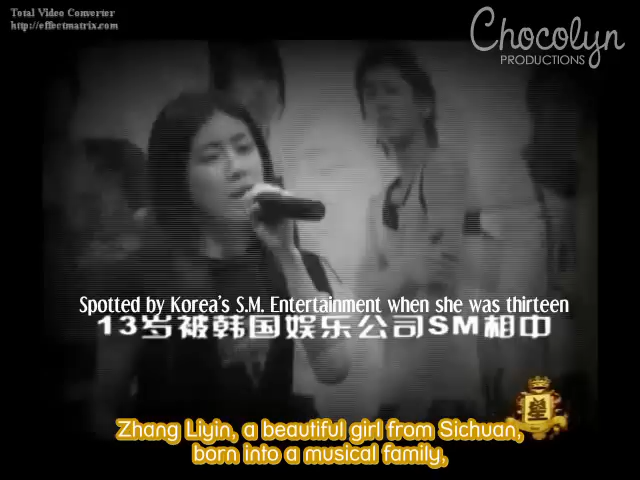 Total Video Converter
http://effectmatrix.com
Chocolyn
PRODUCTIONS
Spotted by Korea's S.M. Entertainment when she was thirteen
13岁被韩国娱乐公司SM相中
Zhang Liyin, a beautiful girl from Sichuan,
born into a musical family,